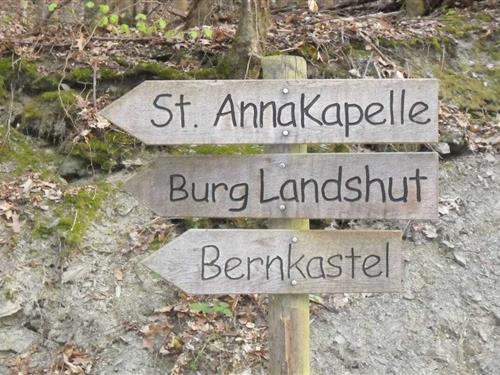 St. AnnaKapelle
Burg Landshut
Bernkastel